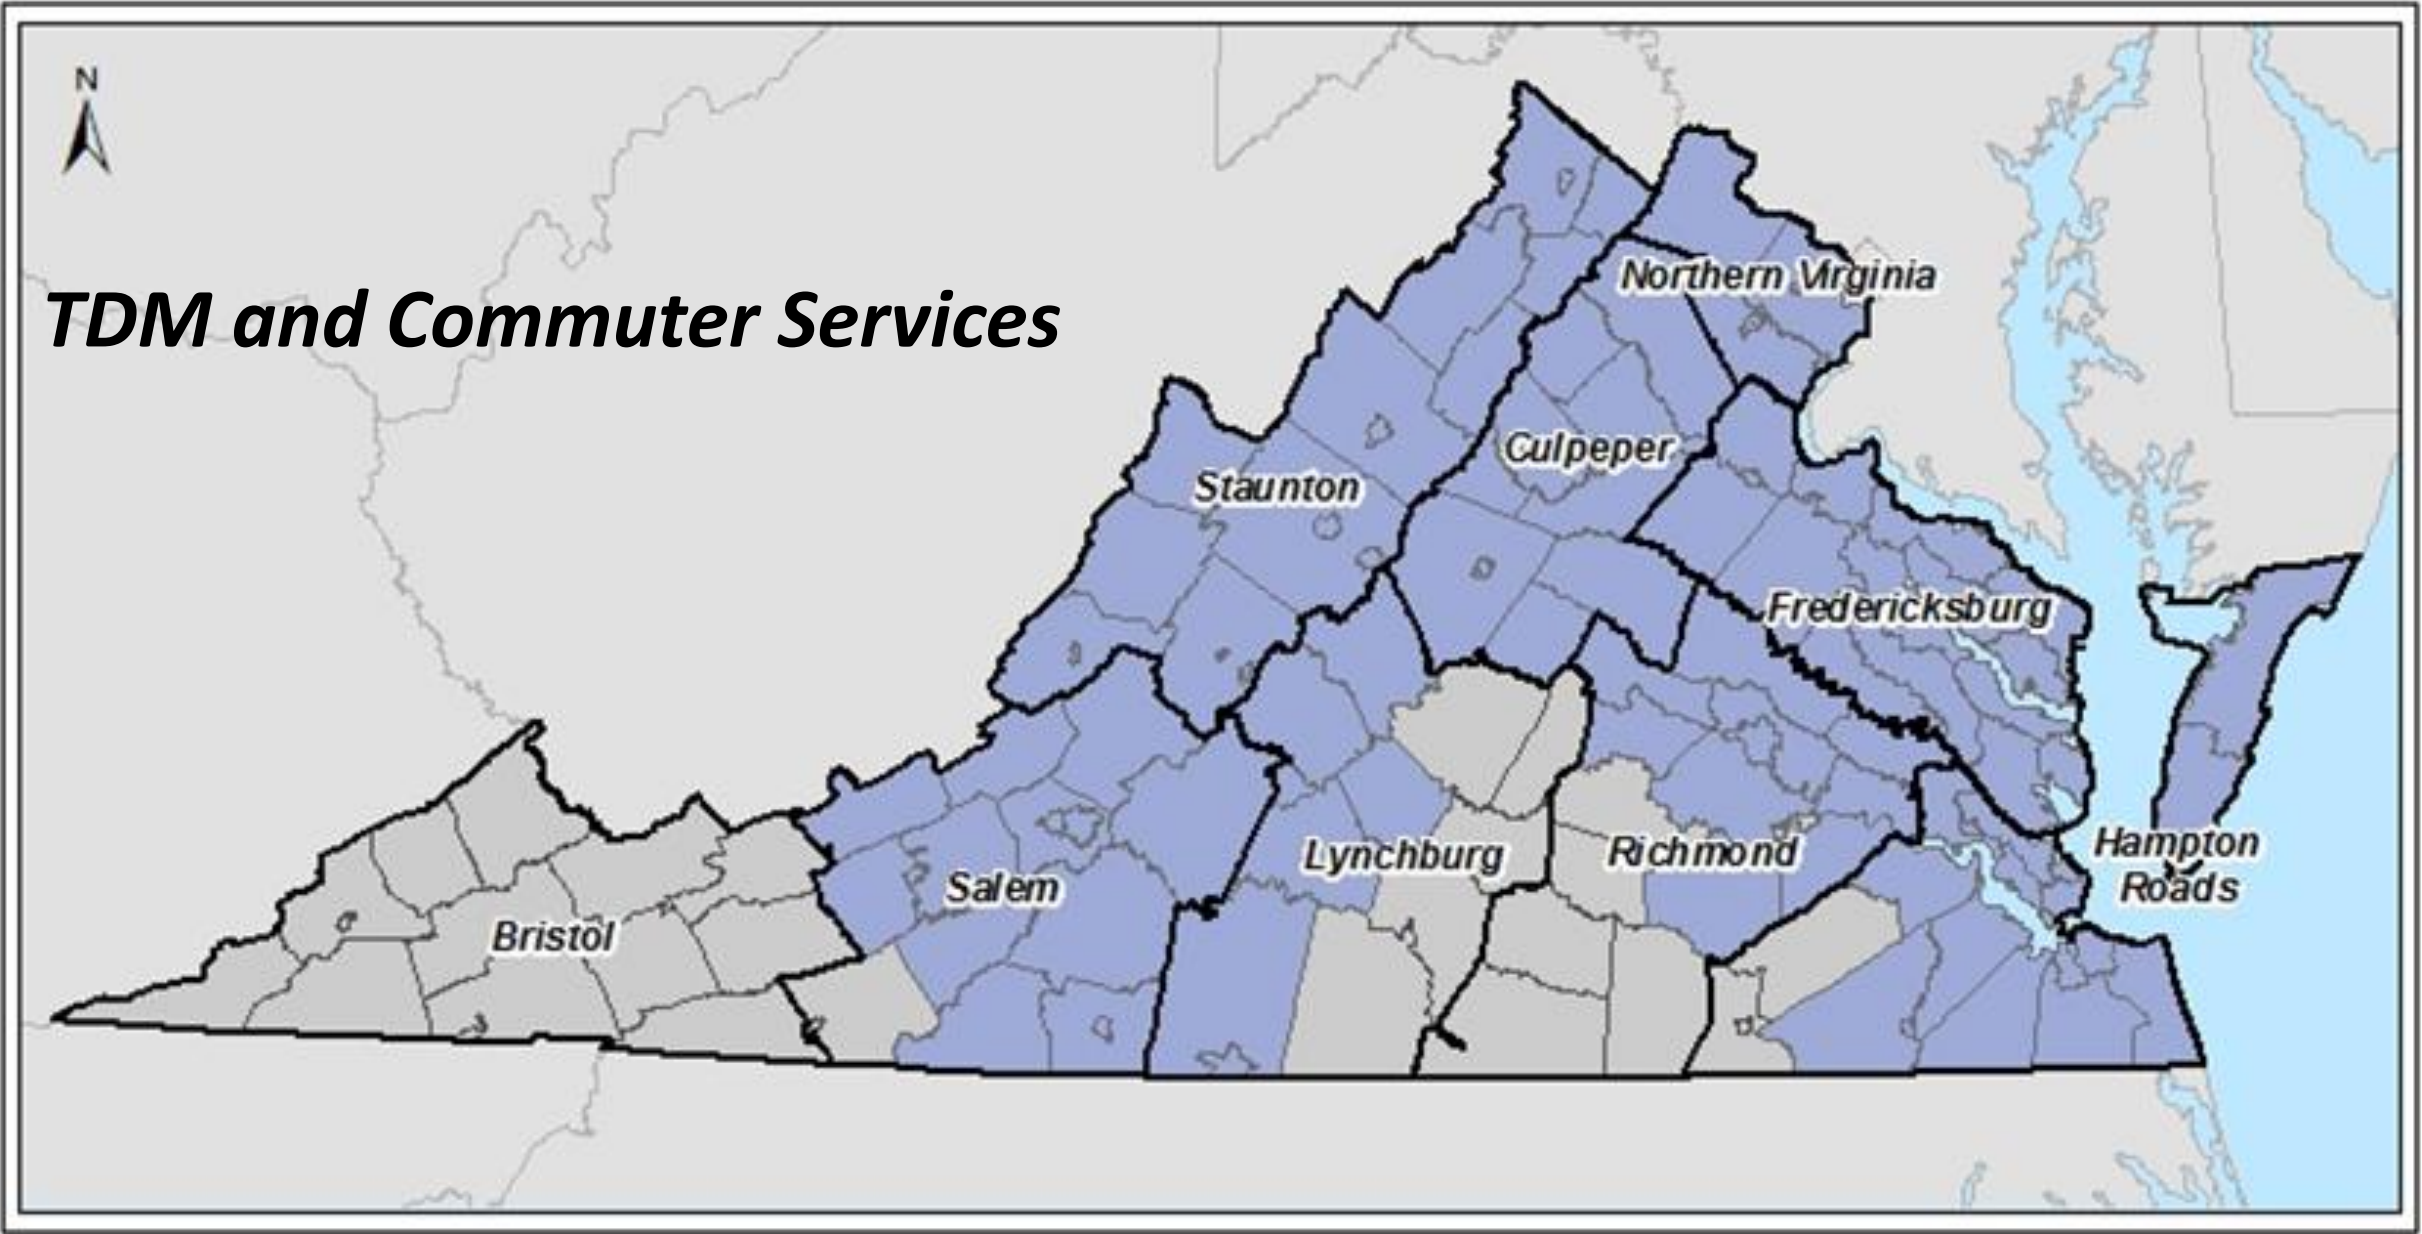 N
TDM and Commuter Services
Northern Virginia
Culpeper
Staunton
Fredericksburg
Hampton
Roads
Lynchburg
Richmond
Salem
Bristol